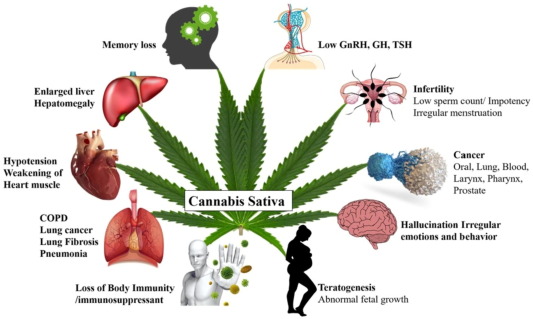 Memory loss
Low GnRH, GH, TSH
Enlarged liver
Hepatomegaly
Infertility
Low sperm count/ Impotency
Irregular menstruation
Hypotension
Weakening of
Heart muscle
Cancer
Oral, Lung, Blood,
Larynx, Pharynx,
Prostate
Cannabis Sativa
COPD
Lung cancer
Lung Fibrosis
Pneumonia
Hallucination Irregular
emotions and behavior
Loss of Body Immunity
/immunosuppressant
Teratogenesis
Abnormal fetal growth